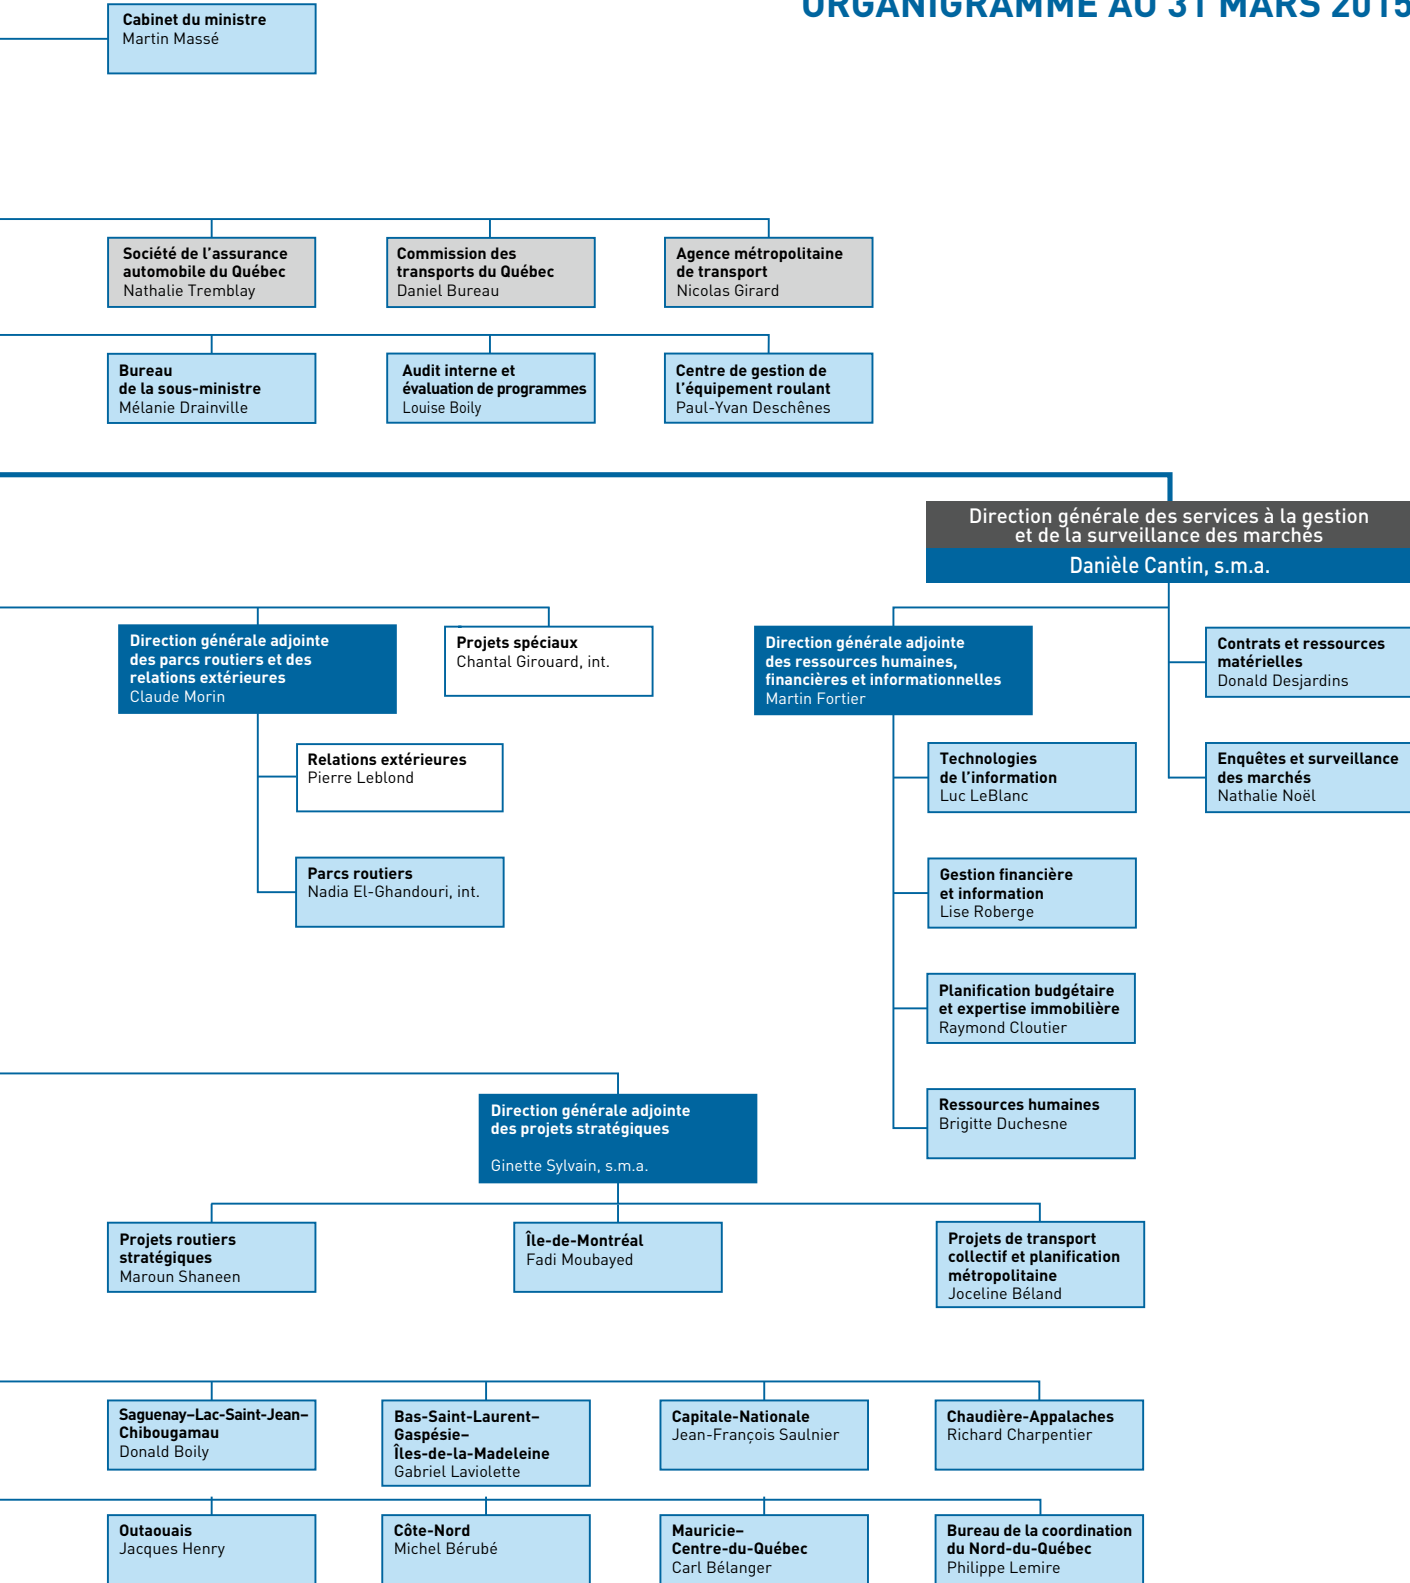 ORGANIGRAMME AU 31 MARS 2015
Cabinet du ministre
Martin Massé
Société de l'assurance
automobile du Québec
Nathalie Tremblay
Commission des
transports du Québec
Daniel Bureau
Agence métropolitaine
de transport
Nicolas Girard
Bureau
de la sous-ministre
Mélanie Drainville
Audit interne et
évaluation de programmes
Louise Boily
Centre de gestion de
l'équipement roulant
Paul-Yvan Deschênes
Direction générale des services à la gestion
et de la surveillance des marchés
Danièle Cantin, s.m.a.
Direction générale adjointe
des parcs routiers et des
relations extérieures
Claude Morin
Projets spéciaux
Chantal Girouard, int.
Direction générale adjointe
des ressources humaines,
financières et informationnelles
Martin Fortier
Contrats et ressources
matérielles
Donald Desjardins
Relations extérieures
Pierre Leblond
Technologies
de l'information
Luc LeBlanc
Enquêtes et surveillance
des marchés
Nathalie Noël
Parcs routiers
Nadia El-Ghandouri, int.
Gestion financière
et information
Lise Roberge
Planification budgétaire
et expertise immobilière
Raymond Cloutier
Ressources humaines
Brigitte Duchesne
Direction générale adjointe
des projets stratégiques
Ginette Sylvain, s.m.a.
Projets routiers
stratégiques
Maroun Shaneen
Île-de-Montréal
Fadi Moubayed
Projets de transport
collectif et planification
métropolitaine
Joceline Béland
Saguenay–Lac-Saint-Jean–
Chibougamau
Donald Boily
Bas-Saint-Laurent–
Gaspésie–
Îles-de-la-Madeleine
Gabriel Laviolette
Capitale-Nationale
Jean-François Saulnier
Chaudière-Appalaches
Richard Charpentier
Outaouais
Jacques Henry
Côte-Nord
Michel Bérubé
Mauricie–
Centre-du-Québec
Carl Bélanger
Bureau de la coordination
du Nord-du-Québec
Philippe Lemire